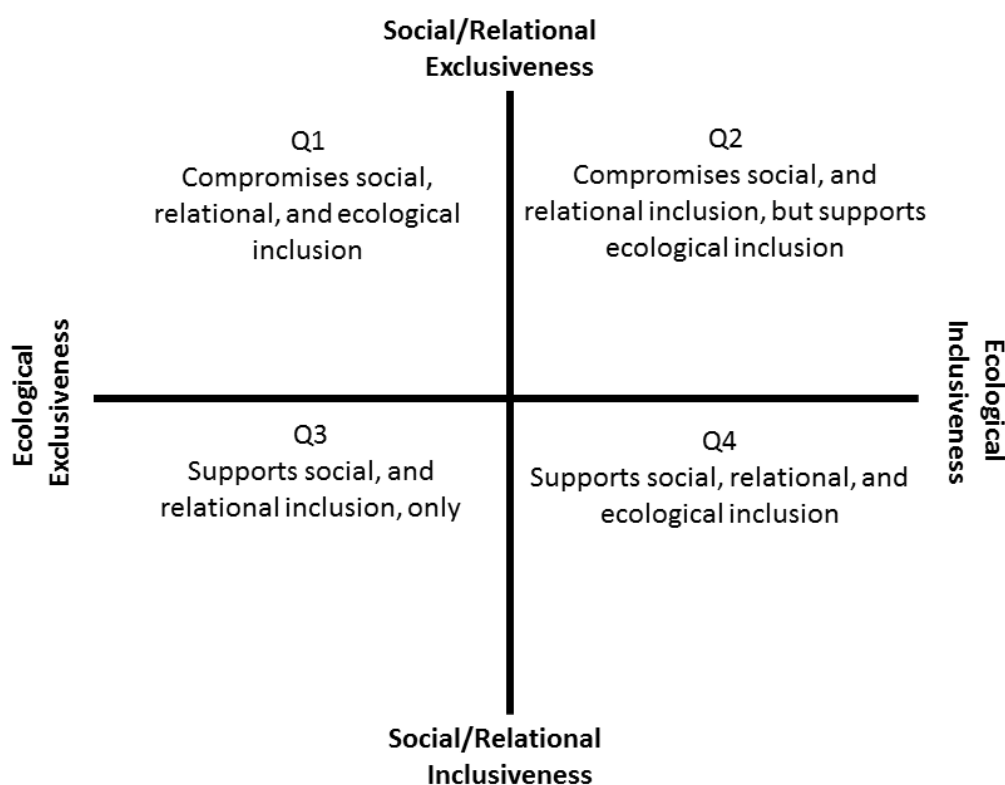 Social/Relational
Exclusiveness
Q1
Compromises social,
relational, and ecological
inclusion
Q2
Compromises social, and
relational inclusion, but supports
ecological inclusion
Ecological
Exclusiveness
Ecological
Inclusiveness
Q3
Supports social, and
relational inclusion, only
Q4
Supports social, relational, and
ecological inclusion
Social/Relational
Inclusiveness